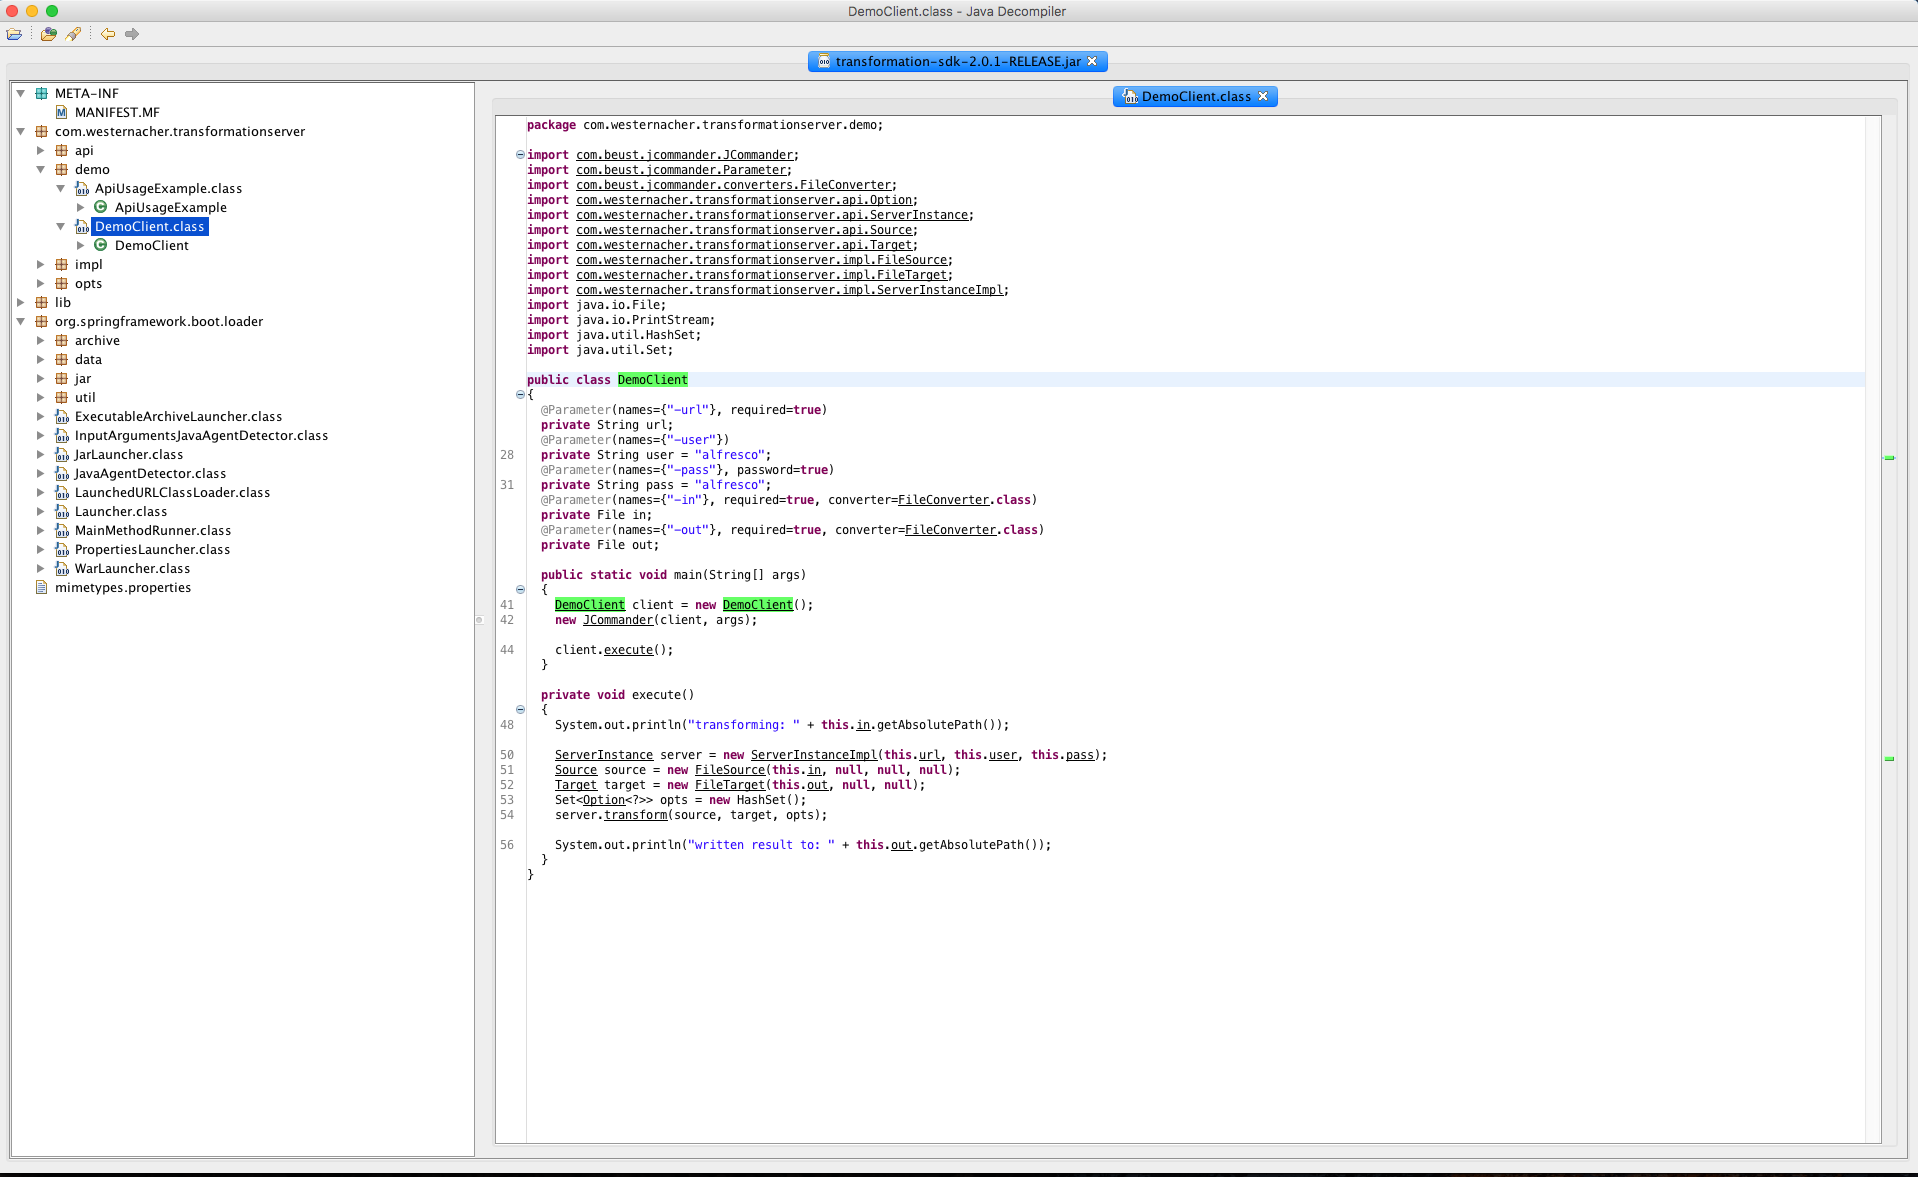 DemoClient.class - Java Decompiler
transformation-sdk-2.0.1-RELEASE.jar
META-INF
MANIFEST.MF
com.westernacher.transformationserver
api
demo
ApiUsageExample.class
ApiUsageExample
DemoClient.class
DemoClient
impl
opts
lib
org.springframework.boot.loader
archive
data
jar
util
ExecutableArchiveLauncher.class
InputArgumentsJavaAgentDetector.class
JarLauncher.class
JavaAgentDetector.class
LaunchedURLClassLoader.class
Launcher.class
MainMethodRunner.class
PropertiesLauncher.class
WarLauncher.class
mimetypes.properties
DemoClient.class
package com.westernacher.transformationserver.demo;
import com.beust.jcommander.JCommander;
import com.beust.jcommander.Parameter;
import com.beust.jcommander.converters.FileConverter;
import com.westernacher.transformationserver.api.Option;
import com.westernacher.transformationserver.api.ServerInstance;
import com.westernacher.transformationserver.api.Source;
import com.westernacher.transformationserver.api.Target;
import com.westernacher.transformationserver.impl.FileSource;
import com.westernacher.transformationserver.impl.FileTarget;
import com.westernacher.transformationserver.impl.ServerInstanceImpl;
import java.io.File;
import java.io.PrintStream;
import java.util.HashSet;
import java.util.Set;
public class DemoClient
{
@Parameter(names={"-url"}, required=true)
private String url;
@Parameter(names={"-user"})
28 private String user = "alfresco";
@Parameter(names={"-pass"}, password=true)
31 private String pass = "alfresco";
@Parameter(names={"-in"}, required=true, converter=FileConverter.class)
private File in;
@Parameter(names={"-out"}, required=true, converter=FileConverter.class)
private File out;
public static void main(String[] args)
{
41 DemoClient client = new DemoClient();
42 new JCommander(client, args);
44 client.execute();
}
private void execute()
{
48 System.out.println("transforming: " + this.in.getAbsolutePath());
50 ServerInstance server = new ServerInstanceImpl(this.url, this.user, this.pass);
51 Source source = new FileSource(this.in, null, null, null);
52 Target target = new FileTarget(this.out, null, null);
53 Set<Option<?>> opts = new HashSet();
54 server.transform(source, target, opts);
56 System.out.println("written result to: " + this.out.getAbsolutePath());
}
}